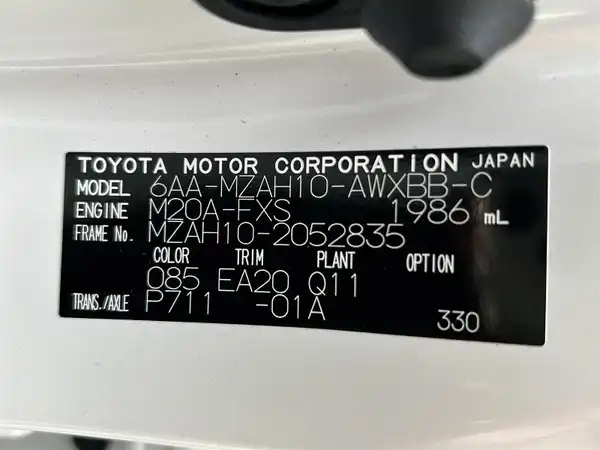 TOYOTA MOTOR CORPORATION JAPAN
MODEL 6AA-MZAH10-AWXBB-C
ENGINE M20A-FXS 1986 mL
FRAME No. MZAH10-2052835
COLOR TRIM PLANT OPTION
085 EA20 Q11
TRANS./AXLE P711 -01A
330